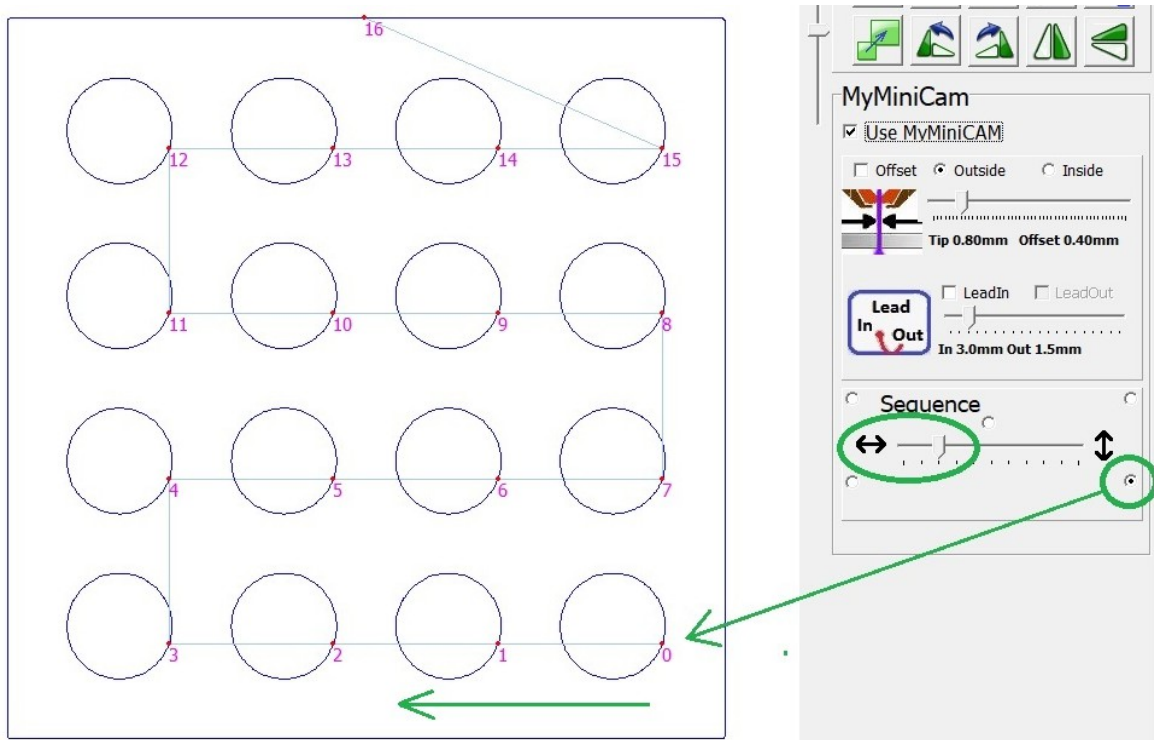 16
12 13 14 15
11 10 9 8
4 5 6 7
3 2 1 0
MyMiniCam
Use MyMiniCAM
Offset Outside Inside
Tip 0.80mm Offset 0.40mm
Lead
In Out
LeadIn LeadOut
In 3.0mm Out 1.5mm
Sequence